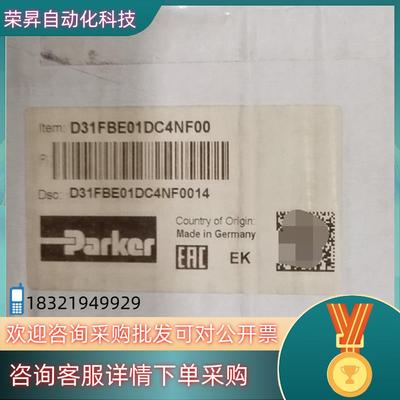 荣昇自动化科技
Item: D31FBE01DC4NF00
P
Dsc: D31FBE01DC4NF0014
Parker
Country of Origin:
Made in Germany
EAC EK
18321949929
欢迎咨询采购批发可对公开票
咨询客服详情下单采购